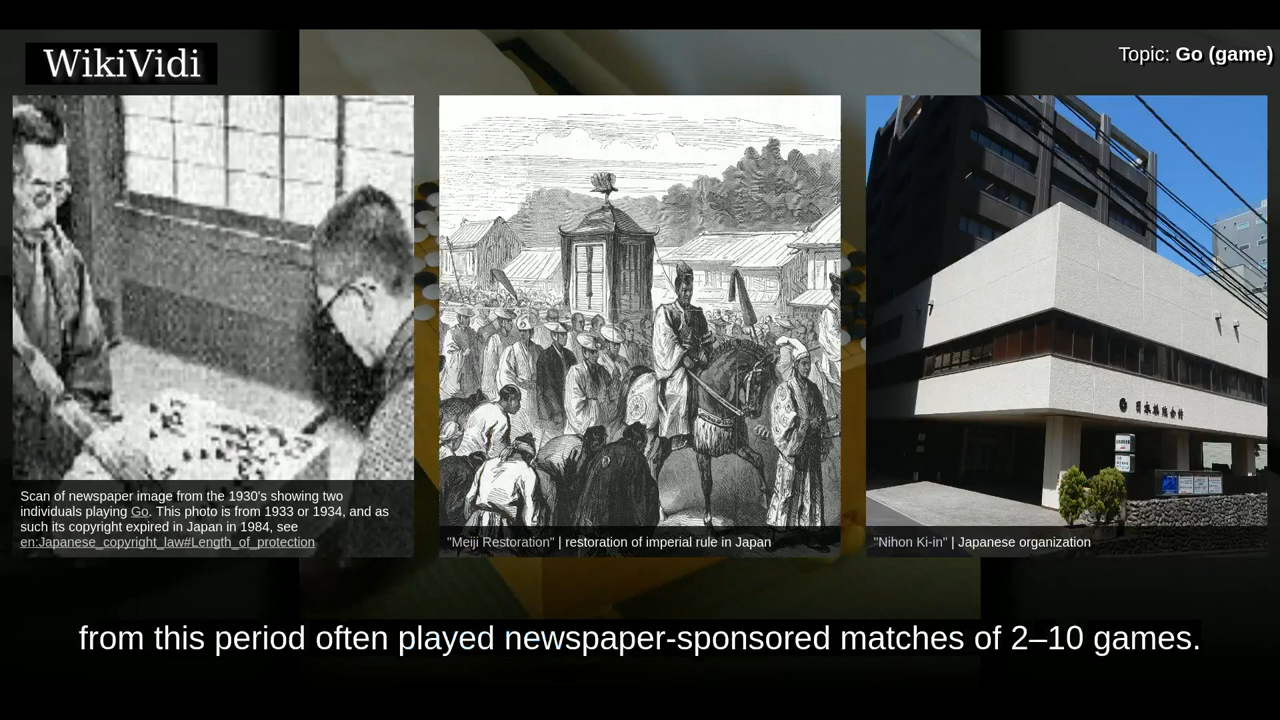 WikiVidi
Topic: Go (game)
Scan of newspaper image from the 1930's showing two
individuals playing Go. This photo is from 1933 or 1934, and as
such its copyright expired in Japan in 1984, see
en:Japanese_copyright_law#Length_of_protection
"Meiji Restoration" | restoration of imperial rule in Japan
"Nihon Ki-in" | Japanese organization
from this period often played newspaper-sponsored matches of 2–10 games.